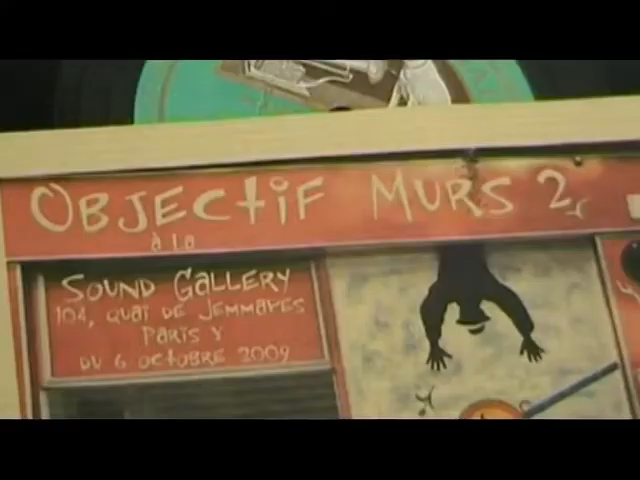 OBJECTIF MURS 2
à la
SOUND GALLERY
104, QUAI DE JEMMAPES
PARIS
DU 6 OCTOBRE 2009